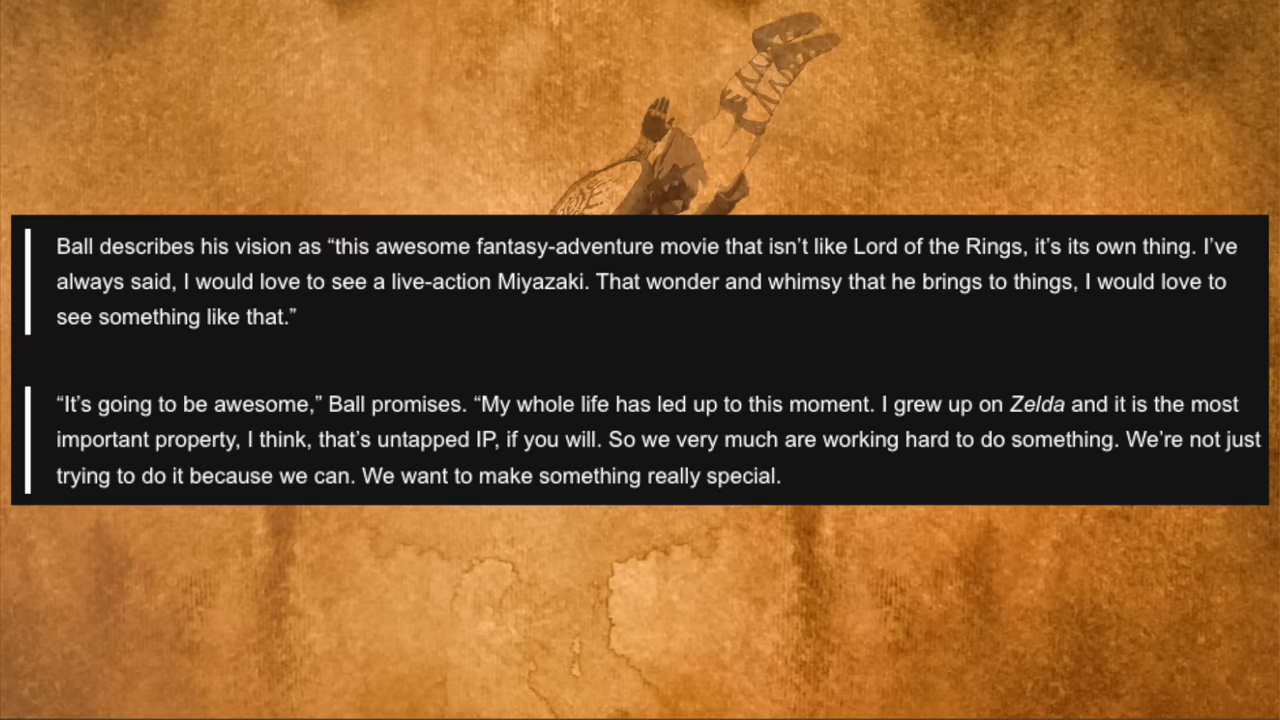 Ball describes his vision as “this awesome fantasy-adventure movie that isn’t like Lord of the Rings, it’s its own thing. I’ve
always said, I would love to see a live-action Miyazaki. That wonder and whimsy that he brings to things, I would love to
see something like that.”
“It’s going to be awesome,” Ball promises. “My whole life has led up to this moment. I grew up on Zelda and it is the most
important property, I think, that’s untapped IP, if you will. So we very much are working hard to do something. We’re not just
trying to do it because we can. We want to make something really special.